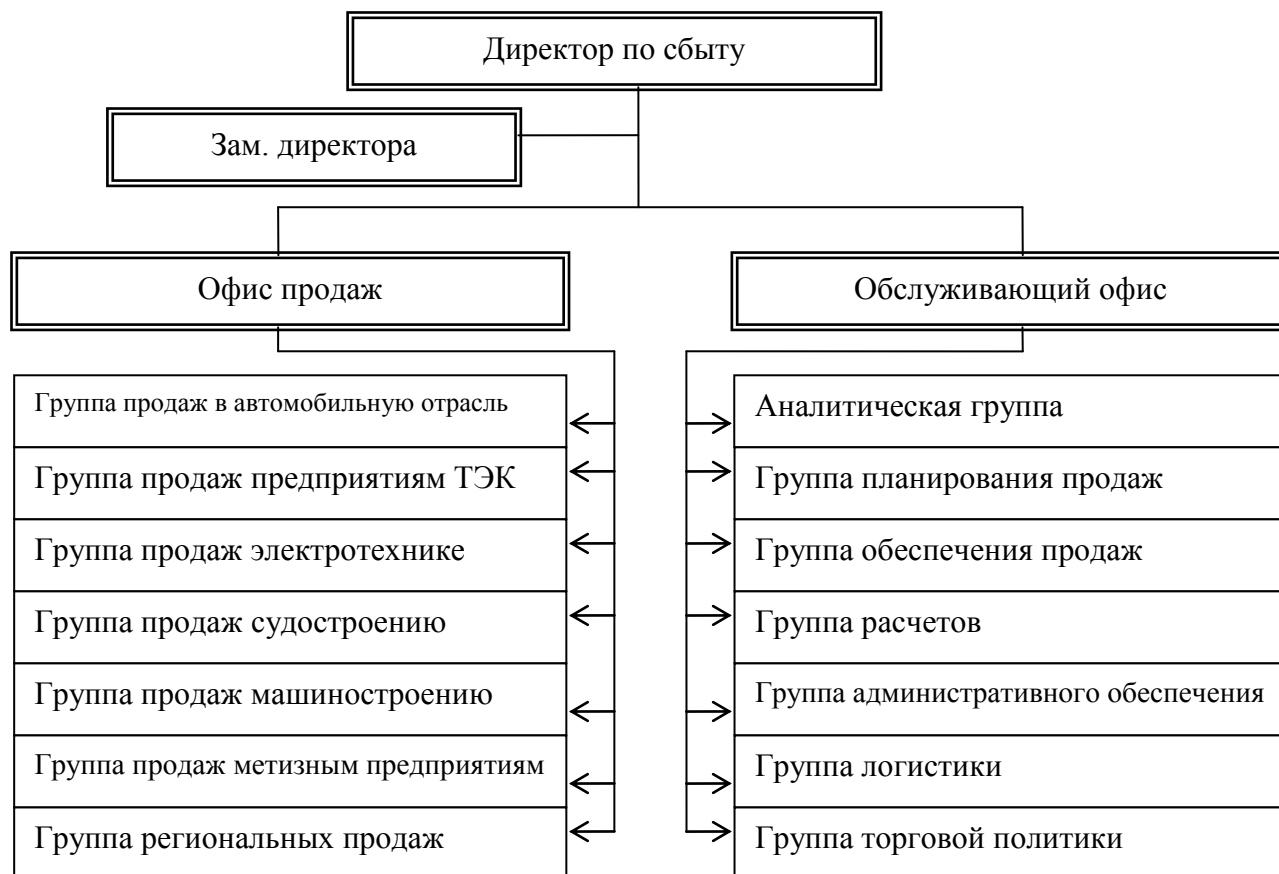 Директор по сбыту
Зам. директора
Офис продаж
Обслуживающий офис
Группа продаж в автомобильную отрасль
Группа продаж предприятиям ТЭК
Группа продаж электротехнике
Группа продаж судостроению
Группа продаж машиностроению
Группа продаж метизным предприятиям
Группа региональных продаж
Аналитическая группа
Группа планирования продаж
Группа обеспечения продаж
Группа расчетов
Группа административного обеспечения
Группа логистики
Группа торговой политики